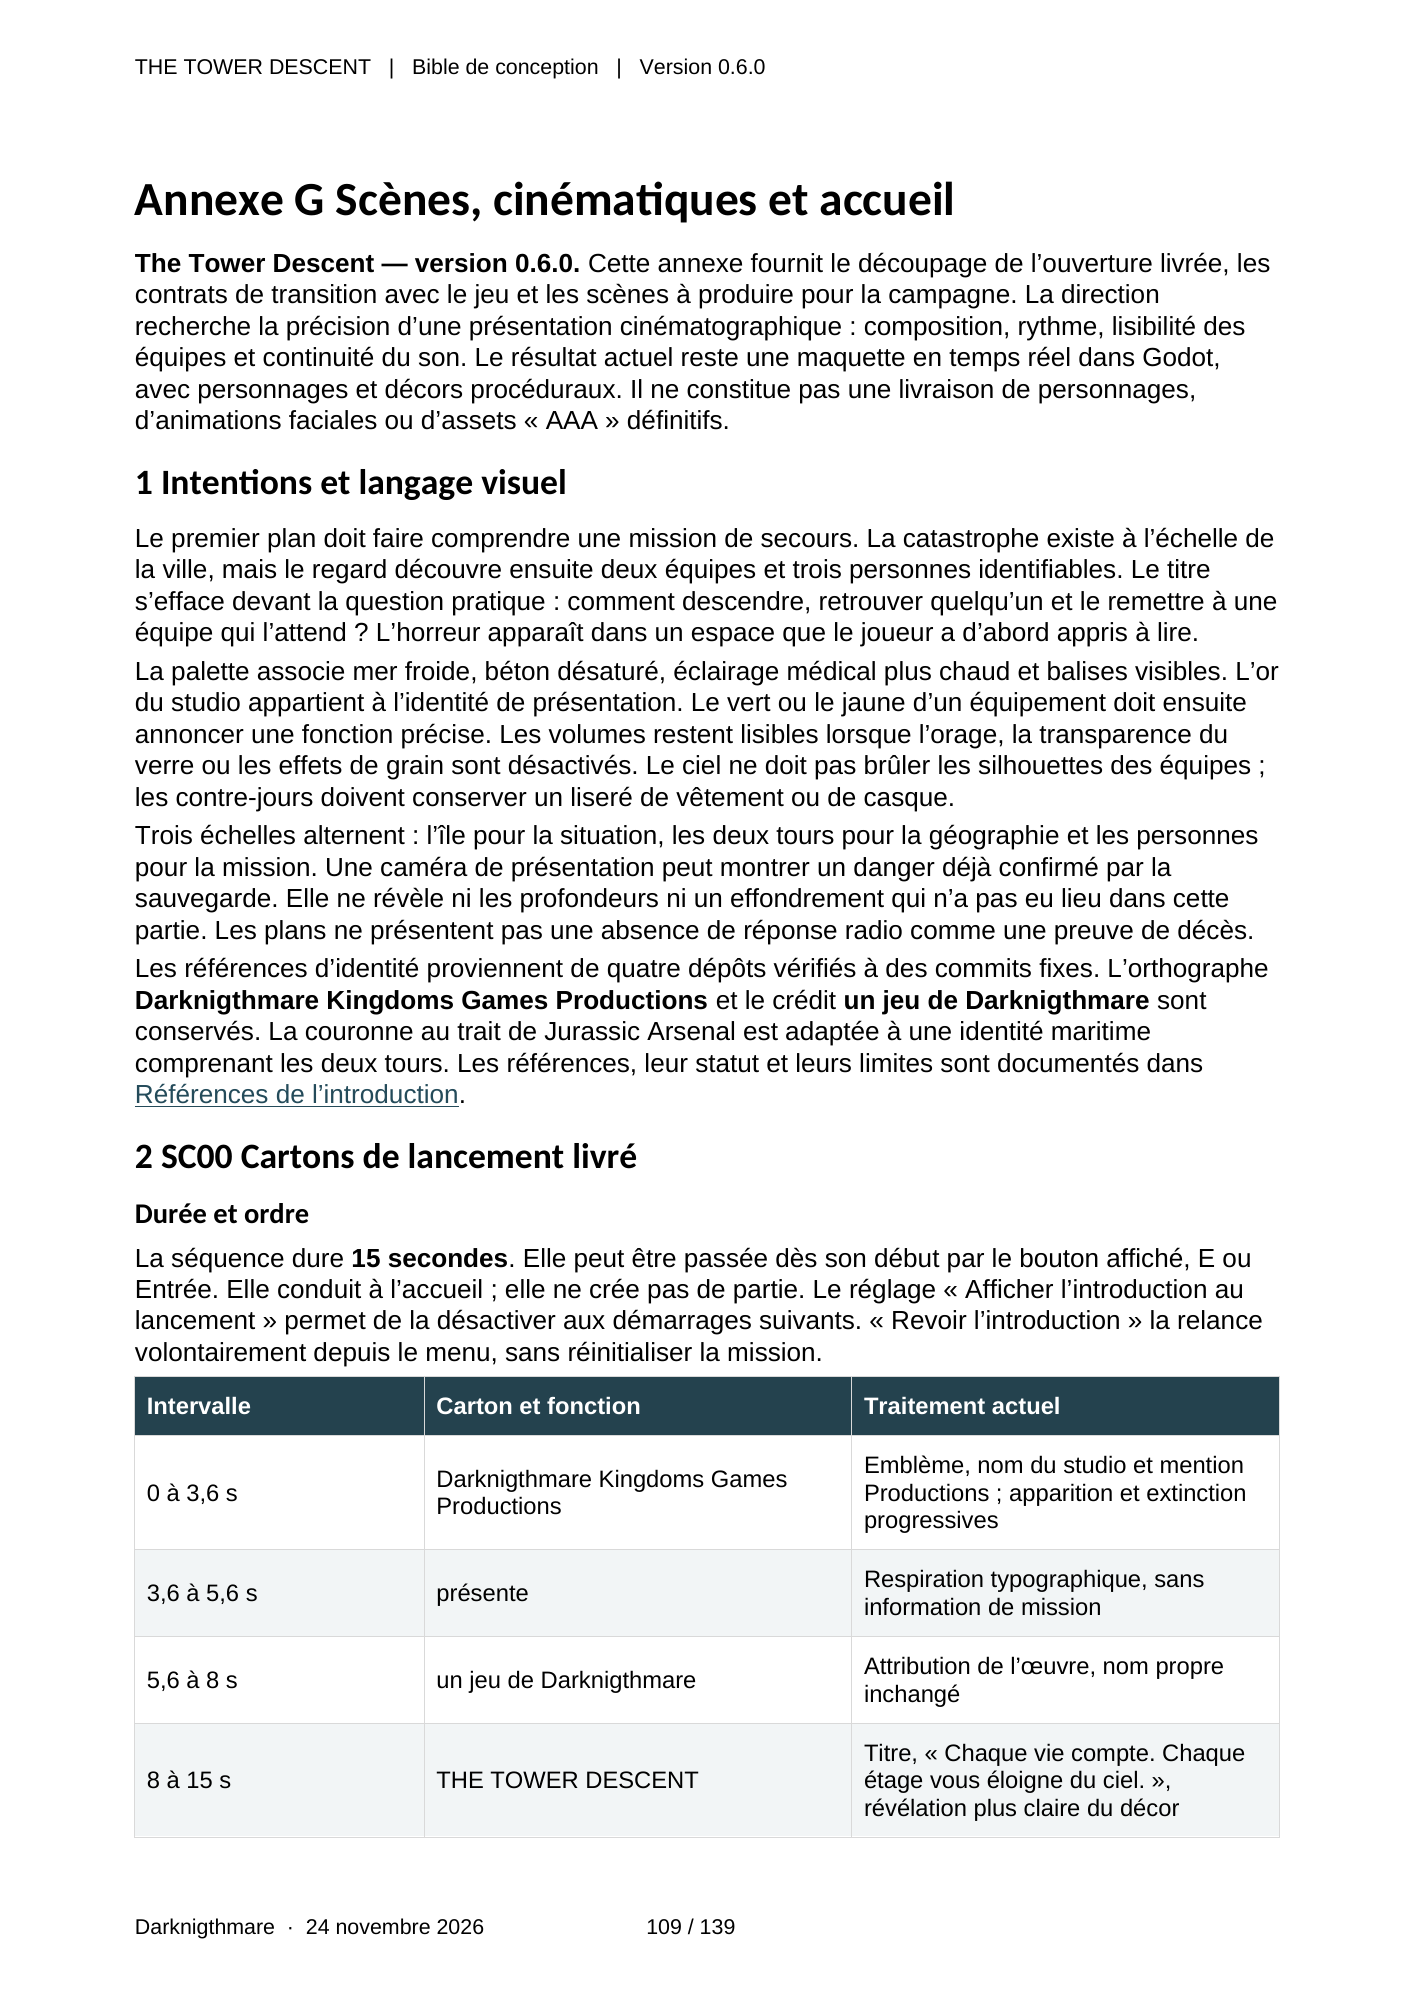 THE TOWER DESCENT | Bible de conception | Version 0.6.0
Annexe G Scènes, cinématiques et accueil
The Tower Descent — version 0.6.0. Cette annexe fournit le découpage de l’ouverture livrée, les
contrats de transition avec le jeu et les scènes à produire pour la campagne. La direction
recherche la précision d’une présentation cinématographique : composition, rythme, lisibilité des
équipes et continuité du son. Le résultat actuel reste une maquette en temps réel dans Godot,
avec personnages et décors procéduraux. Il ne constitue pas une livraison de personnages,
d’animations faciales ou d’assets « AAA » définitifs.
1 Intentions et langage visuel
Le premier plan doit faire comprendre une mission de secours. La catastrophe existe à l’échelle de
la ville, mais le regard découvre ensuite deux équipes et trois personnes identifiables. Le titre
s’efface devant la question pratique : comment descendre, retrouver quelqu’un et le remettre à une
équipe qui l’attend ? L’horreur apparaît dans un espace que le joueur a d’abord appris à lire.
La palette associe mer froide, béton désaturé, éclairage médical plus chaud et balises visibles. L’or
du studio appartient à l’identité de présentation. Le vert ou le jaune d’un équipement doit ensuite
annoncer une fonction précise. Les volumes restent lisibles lorsque l’orage, la transparence du
verre ou les effets de grain sont désactivés. Le ciel ne doit pas brûler les silhouettes des équipes ;
les contre-jours doivent conserver un liseré de vêtement ou de casque.
Trois échelles alternent : l’île pour la situation, les deux tours pour la géographie et les personnes
pour la mission. Une caméra de présentation peut montrer un danger déjà confirmé par la
sauvegarde. Elle ne révèle ni les profondeurs ni un effondrement qui n’a pas eu lieu dans cette
partie. Les plans ne présentent pas une absence de réponse radio comme une preuve de décès.
Les références d’identité proviennent de quatre dépôts vérifiés à des commits fixes. L’orthographe
Darknigthmare Kingdoms Games Productions et le crédit un jeu de Darknigthmare sont
conservés. La couronne au trait de Jurassic Arsenal est adaptée à une identité maritime
comprenant les deux tours. Les références, leur statut et leurs limites sont documentés dans
Références de l’introduction.
2 SC00 Cartons de lancement livré
Durée et ordre
La séquence dure 15 secondes. Elle peut être passée dès son début par le bouton affiché, E ou
Entrée. Elle conduit à l’accueil ; elle ne crée pas de partie. Le réglage « Afficher l’introduction au
lancement » permet de la désactiver aux démarrages suivants. « Revoir l’introduction » la relance
volontairement depuis le menu, sans réinitialiser la mission.
Intervalle
Carton et fonction
Traitement actuel
0 à 3,6 s
Darknigthmare Kingdoms Games
Productions
Emblème, nom du studio et mention
Productions ; apparition et extinction
progressives
3,6 à 5,6 s
présente
Respiration typographique, sans
information de mission
5,6 à 8 s
un jeu de Darknigthmare
Attribution de l’œuvre, nom propre
inchangé
8 à 15 s
THE TOWER DESCENT
Titre, « Chaque vie compte. Chaque
étage vous éloigne du ciel. »,
révélation plus claire du décor
Darknigthmare · 24 novembre 2026
109 / 139